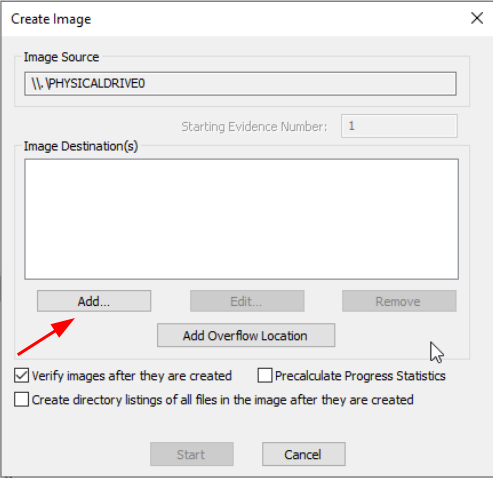 Create Image
Image Source
\\.\PHYSICALDRIVE0
Starting Evidence Number: 1
Image Destination(s)
Add... Edit... Remove
Add Overflow Location
Verify images after they are created Precalculate Progress Statistics
Create directory listings of all files in the image after they are created
Start Cancel